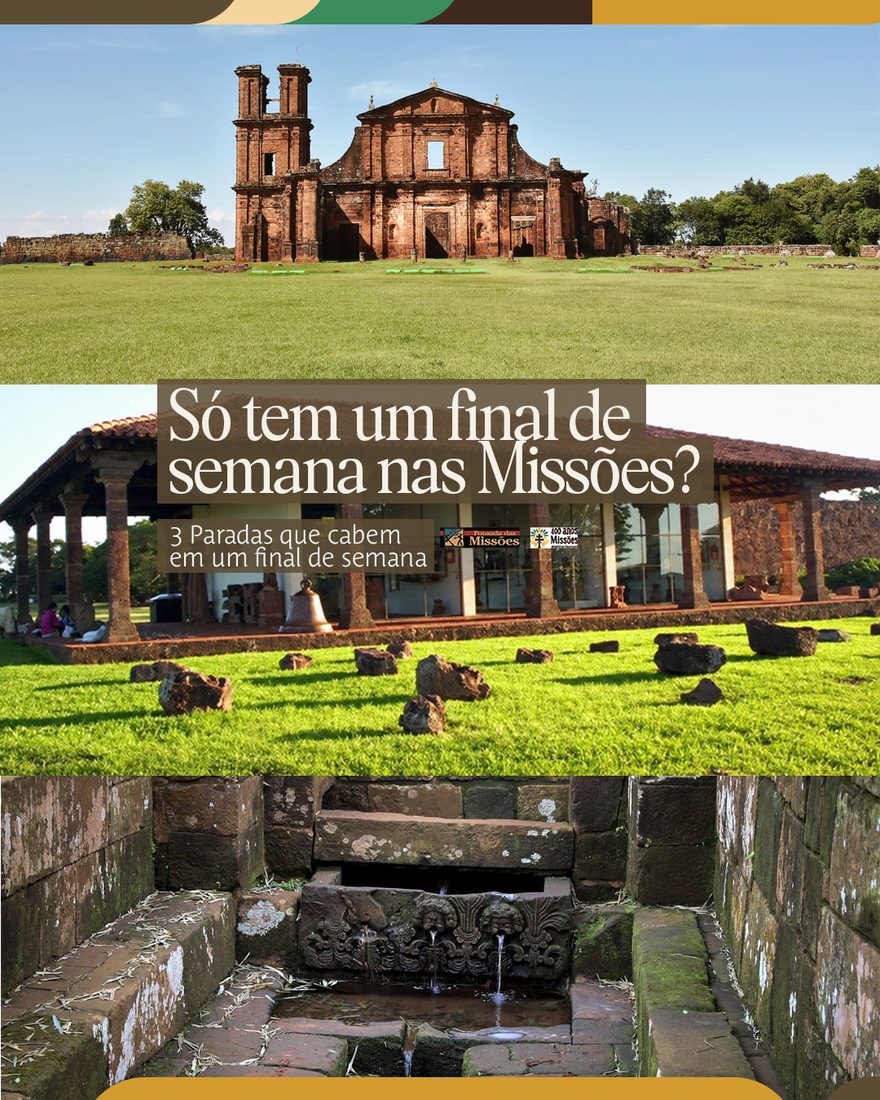 Só tem um final de
semana nas Missões?
3 Paradas que cabem
em um final de semana
Pousada das
Missões
400 anos
Missões